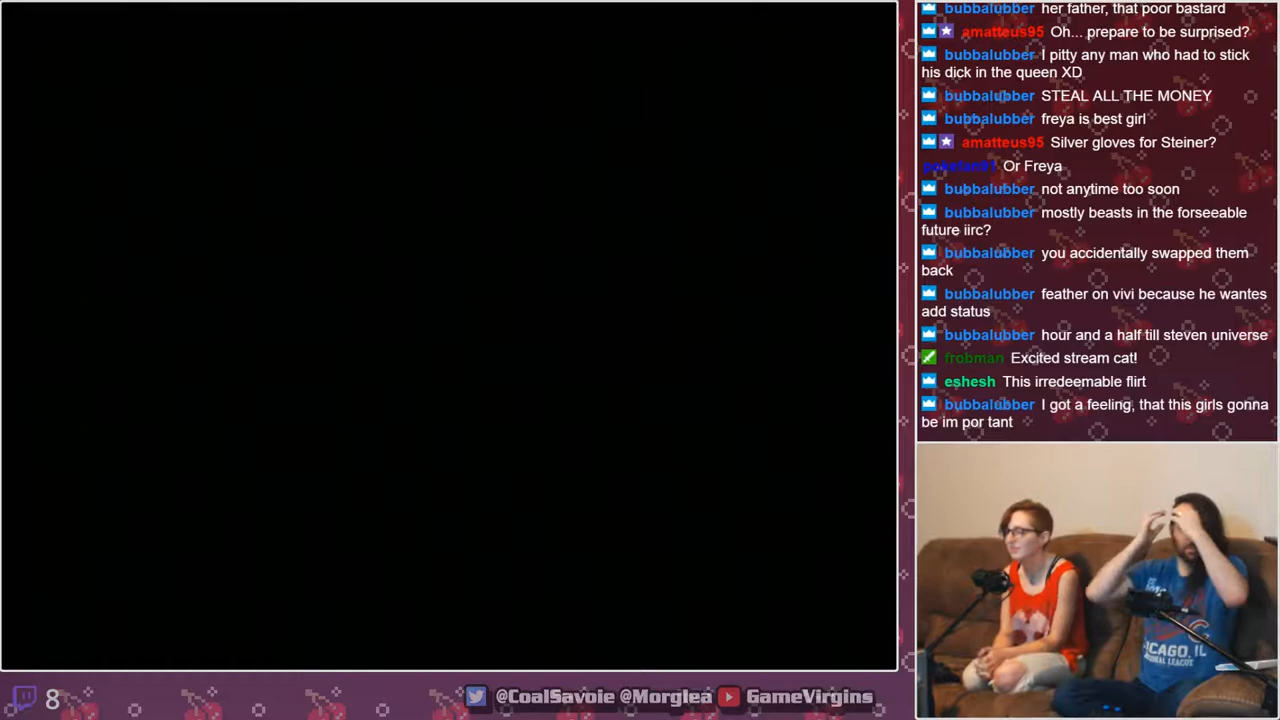 bubbalubber her father, that poor bastard
amatteus95 Oh... prepare to be surprised?
bubbalubber I pitty any man who had to stick
his dick in the queen XD
bubbalubber STEAL ALL THE MONEY
bubbalubber freya is best girl
amatteus95 Silver gloves for Steiner?
pokefan91 Or Freya
bubbalubber not anytime too soon
bubbalubber mostly beasts in the forseeable
future iirc?
bubbalubber you accidentally swapped them
back
bubbalubber feather on vivi because he wantes
add status
bubbalubber hour and a half till steven universe
frobman Excited stream cat!
eshesh This irredeemable flirt
bubbalubber I got a feeling, that this girls gonna
be im por tant
CHICAGO, IL
8
@CoalSavoie @Morglea GameVirgins